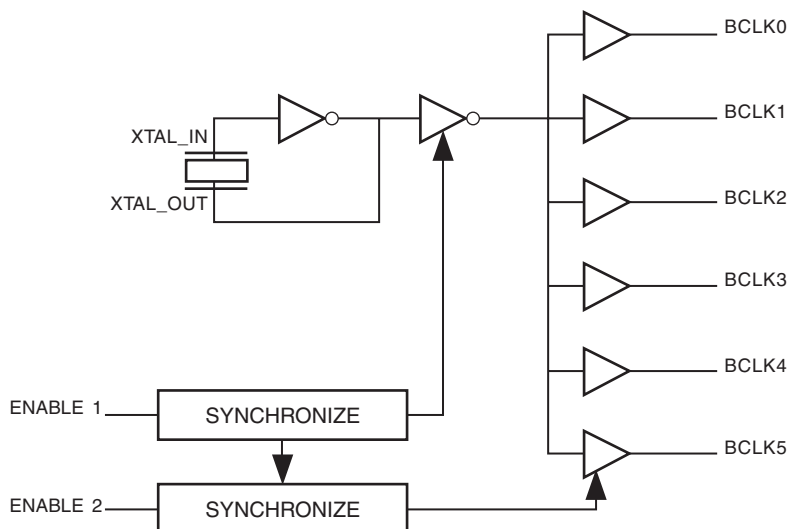 BCLK0
XTAL_IN
BCLK1
XTAL_OUT
BCLK2
BCLK3
BCLK4
ENABLE 1
SYNCHRONIZE
BCLK5
ENABLE 2
SYNCHRONIZE